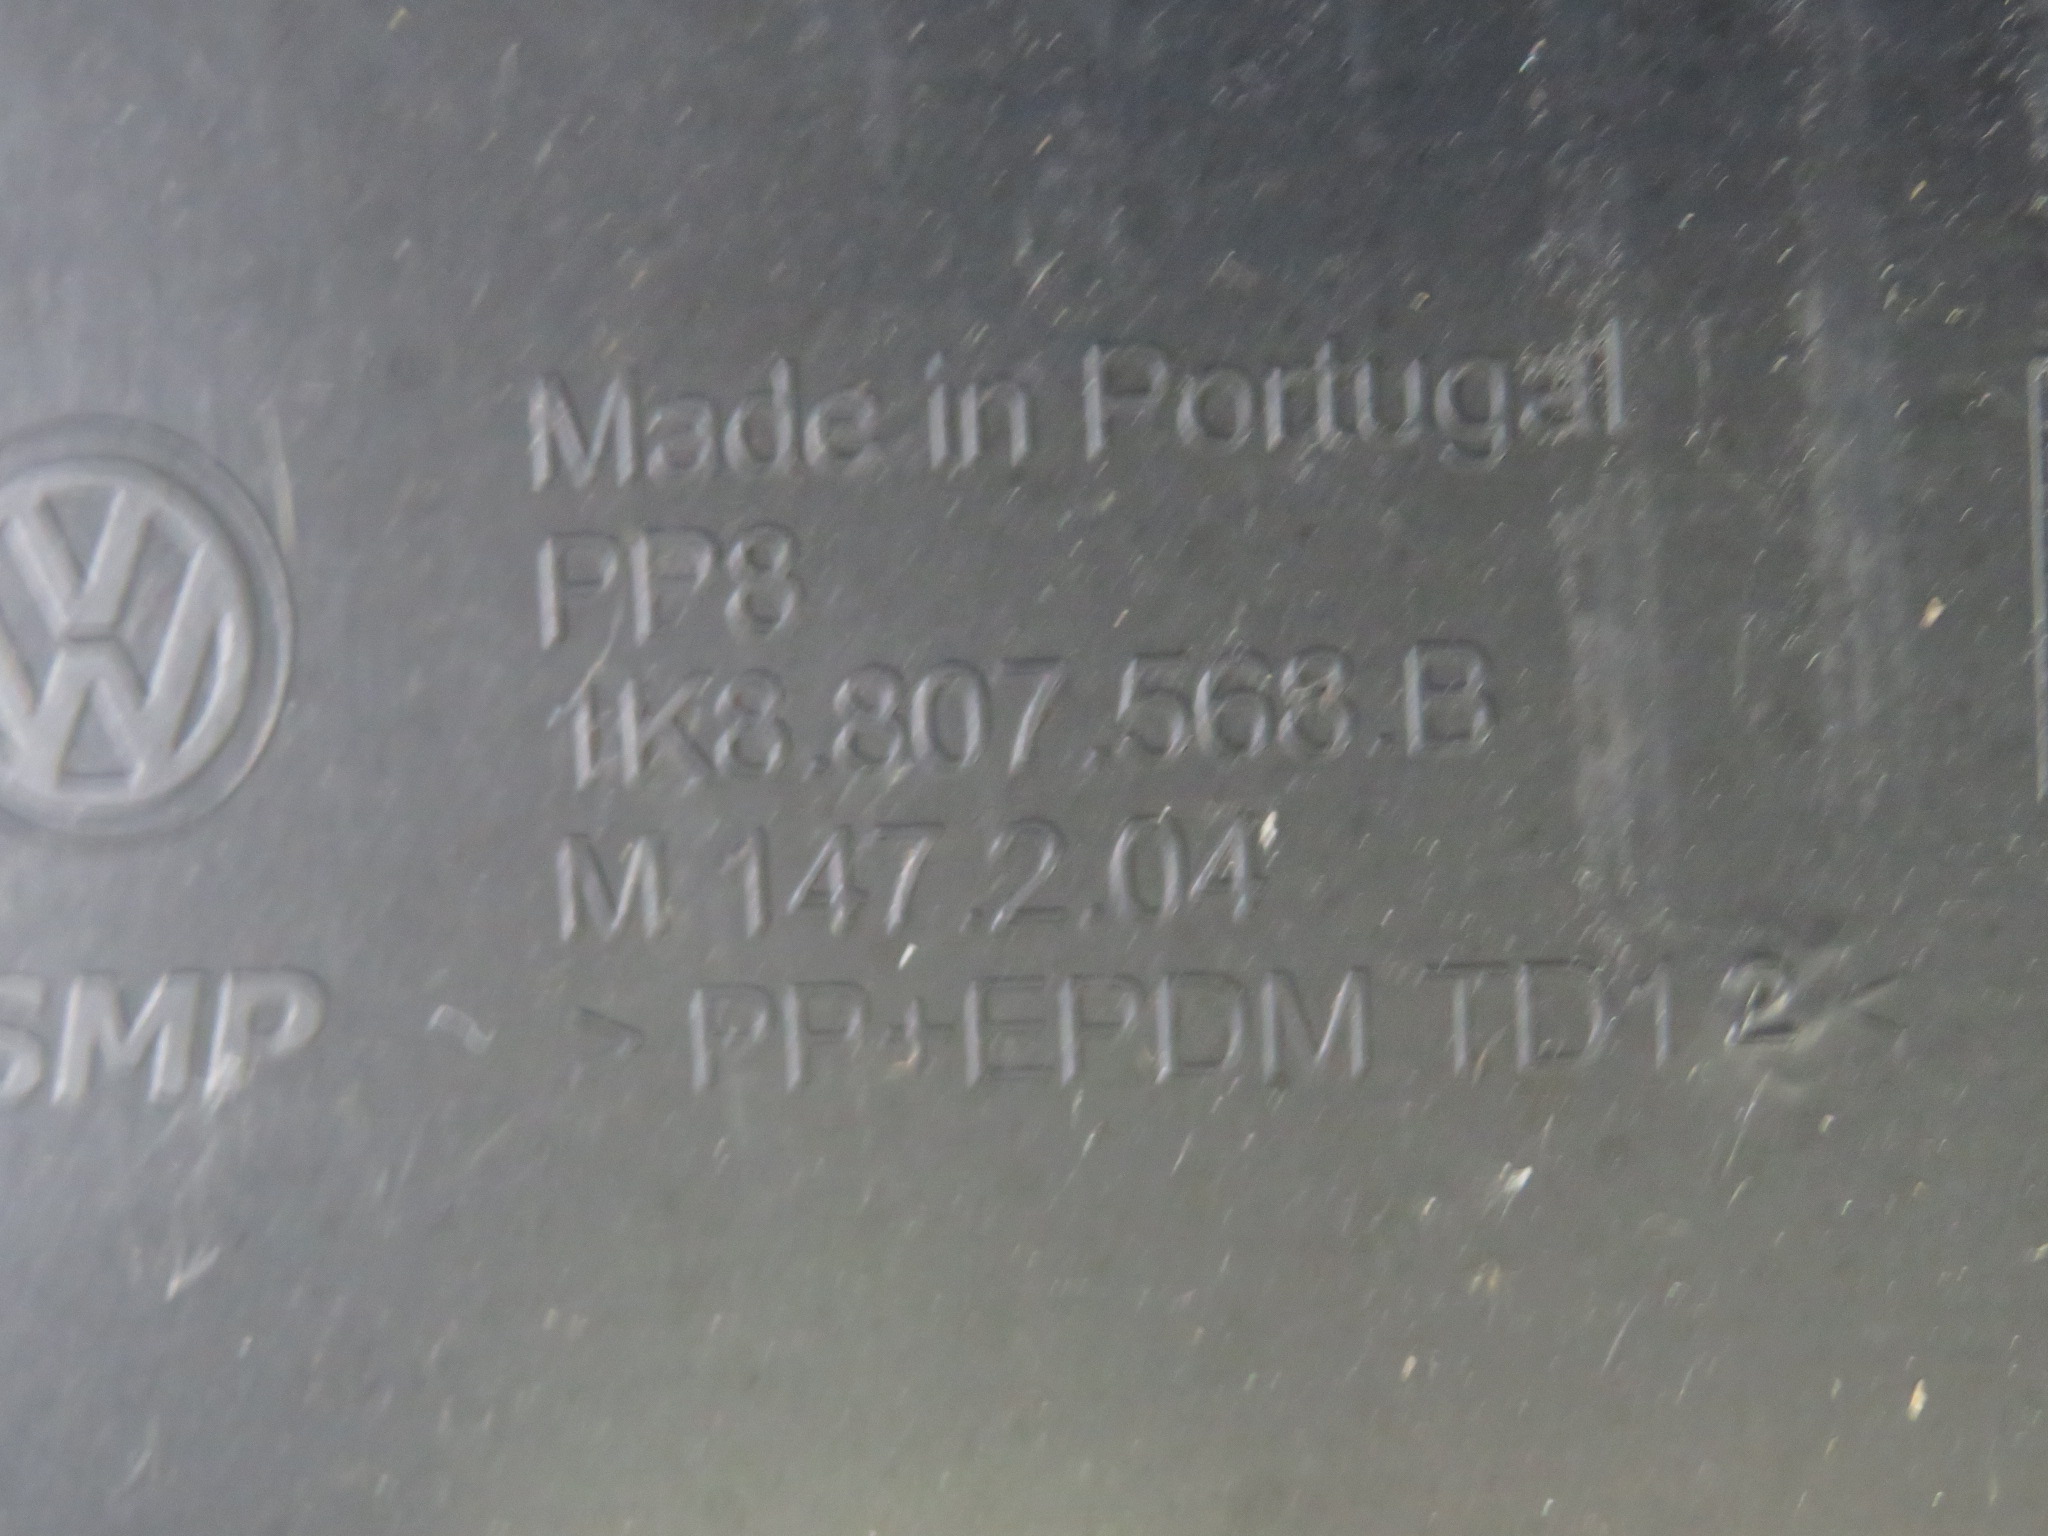 Made in Portugal
PP8
1K8.807.568.B
M 147.2.04
SMP
> PP+EPDM TD12<